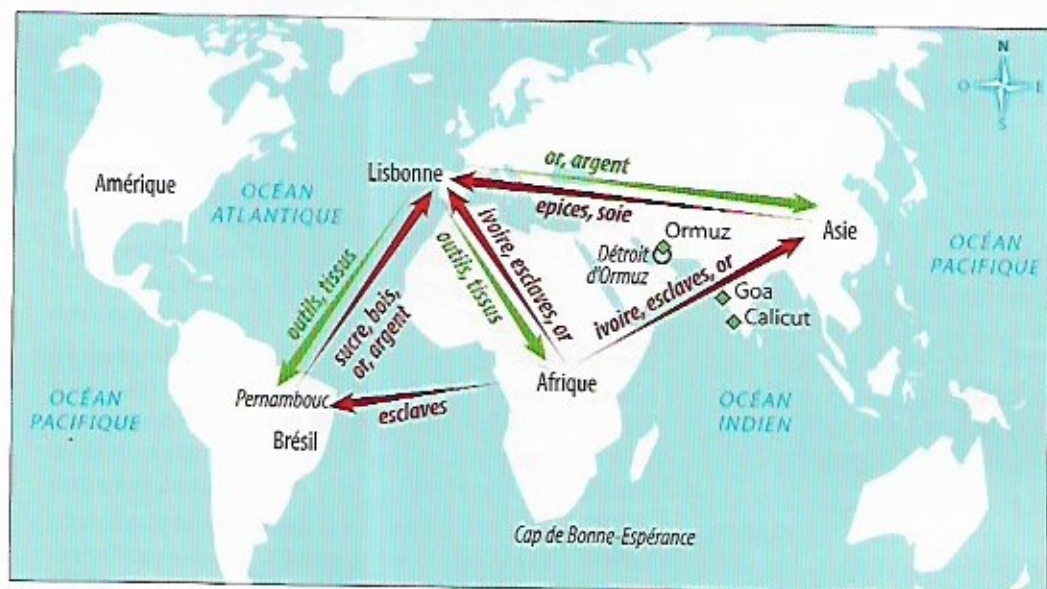 N
O
E
S
Amérique
OCÉAN
ATLANTIQUE
Lisbonne
or, argent
epices, soie
Asie
OCÉAN
PACIFIQUE
Ormuz
Détroit
d'Ormuz
Goa
Calicut
outils, tissus
sucre, bois,
or, argent
ivoire, esclaves, or
outils, tissus
ivoire, esclaves, or
Afrique
esclaves
OCÉAN
PACIFIQUE
Pernambouc
Brésil
OCÉAN
INDIEN
Cap de Bonne-Espérance